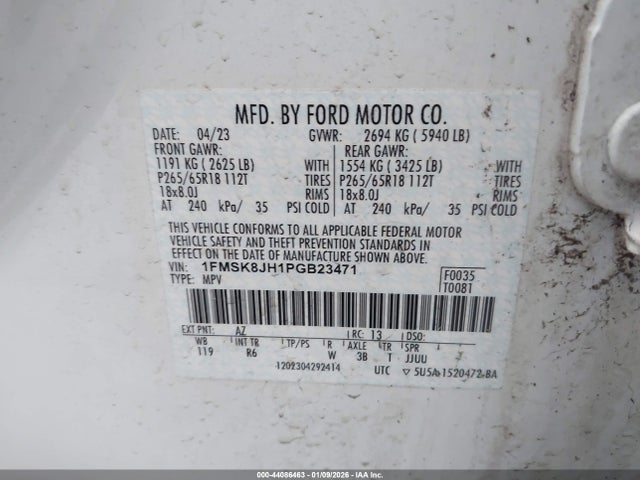 MFD. BY FORD MOTOR CO.
DATE: 04/23 GVWR: 2694 KG ( 5940 LB)
FRONT GAWR: REAR GAWR:
1191 KG ( 2625 LB) WITH 1554 KG ( 3425 LB) WITH
P265/65R18 112T TIRES P265/65R18 112T TIRES
18x8.0J RIMS 18x8.0J RIMS
AT 240 kPa/ 35 PSI COLD AT 240 kPa/ 35 PSI COLD
THIS VEHICLE CONFORMS TO ALL APPLICABLE FEDERAL MOTOR
VEHICLE SAFETY AND THEFT PREVENTION STANDARDS IN
EFFECT ON THE DATE OF MANUFACTURE SHOWN ABOVE.
VIN: 1FMSK8JH1PGB23471 F0035
TYPE: MPV T0081
EXT PNT: AZ RC: 13 DSO:
WB INT TR TP/PS R AXLE TR SPR
119 R6 W 3B T JJUU
1202304292414 UTC 5U5A-1520472-BA
000-44086463 | 01/09/2026 - IAA Inc.